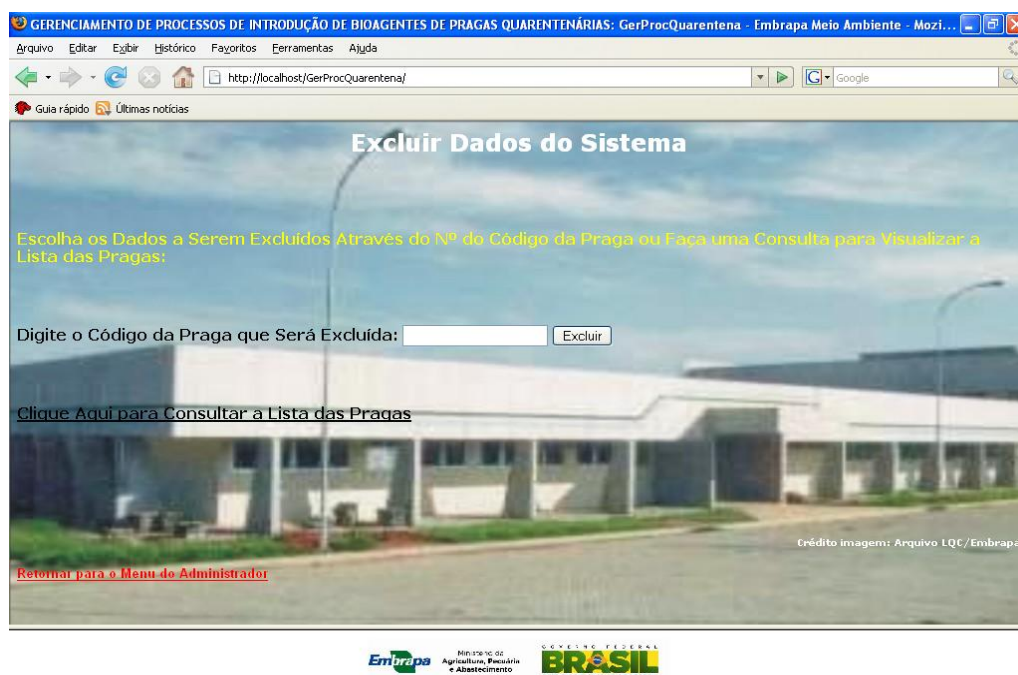 GERENCIAMENTO DE PROCESSOS DE INTRODUÇÃO DE BIOAGENTES DE PRAGAS QUARENTENÁRIAS: GerProcQuarentena - Embrapa Meio Ambiente - Mozi...
Arquivo Editar Exibir Histórico Favoritos Ferramentas Ajuda
http://localhost/GerProcQuarentena/ G Google
Guia rápido Últimas notícias
Excluir Dados do Sistema
Escolha os Dados a Serem Excluídos Através do Nº do Código da Praga ou Faça uma Consulta para Visualizar a
Lista das Pragas:
Digite o Código da Praga que Será Excluída: Excluir
Clique Aqui para Consultar a Lista das Pragas
Crédito imagem: Arquivo LQC/Embrapa
Retornar para o Menu do Administrador
Embrapa
Ministério da
Agricultura, Pecuária
e Abastecimento
GOVERNO FEDERAL
BRASIL